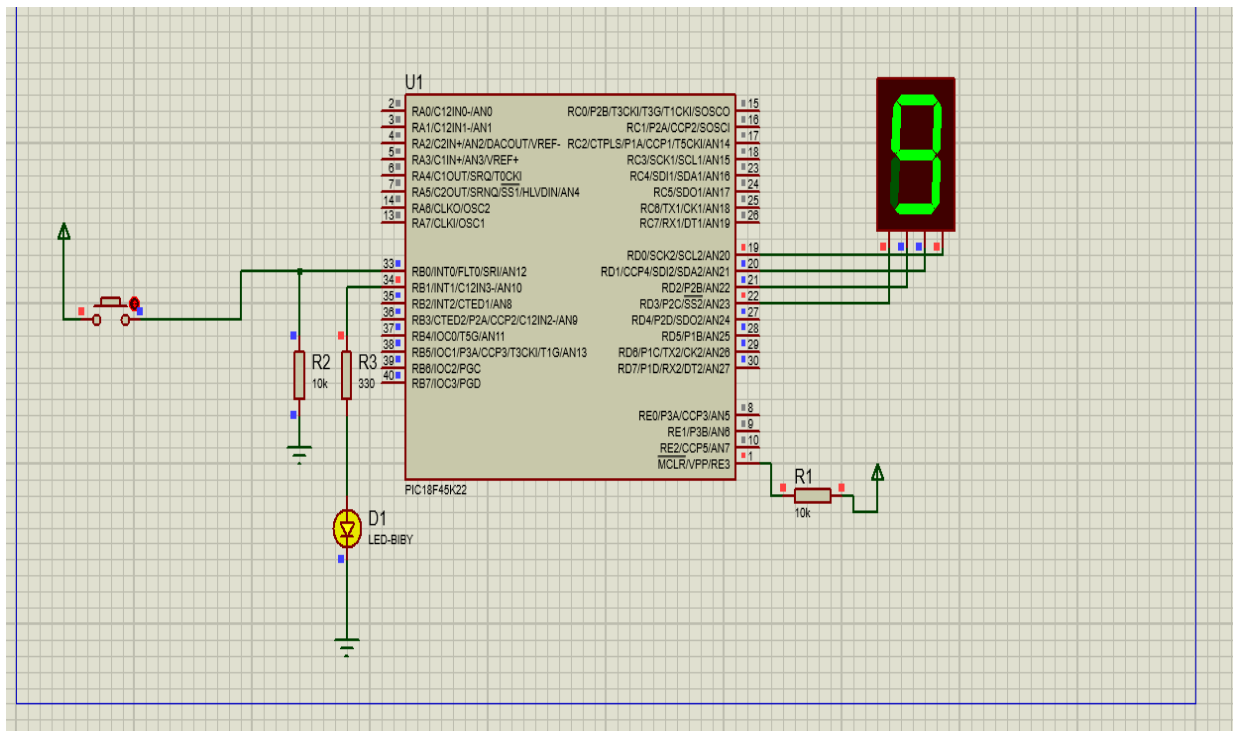 U1
2 RA0/C12IN0-/AN0 RC0/P2B/T3CKI/T3G/T1CKI/SOSCO 15
3 RA1/C12IN1-/AN1 RC1/P2A/CCP2/SOSCI 16
4 RA2/C2IN+/AN2/DACOUT/VREF- RC2/CTPLS/P1A/CCP1/T5CKI/AN14 17
5 RA3/C1IN+/AN3/VREF+ RC3/SCK1/SCL1/AN15 18
6 RA4/C1OUT/SRQ/T0CKI RC4/SDI1/SDA1/AN16 23
7 RA5/C2OUT/SRNQ/SS1/HLVDIN/AN4 RC5/SDO1/AN17 24
14 RA6/CLKO/OSC2 RC6/TX1/CK1/AN18 25
13 RA7/CLKI/OSC1 RC7/RX1/DT1/AN19 26
9
RD0/SCK2/SCL2/AN20 19
33 RB0/INT0/FLT0/SRI/AN12 RD1/CCP4/SDI2/SDA2/AN21 20
34 RB1/INT1/C12IN3-/AN10 RD2/P2B/AN22 21
35 RB2/INT2/CTED1/AN8 RD3/P2C/SS2/AN23 22
36 RB3/CTED2/P2A/CCP2/C12IN2-/AN9 RD4/P2D/SDO2/AN24 27
37 RB4/IOC0/T5G/AN11 RD5/P1B/AN25 28
38 RB5/IOC1/P3A/CCP3/T3CKI/T1G/AN13 RD6/P1C/TX2/CK2/AN26 29
39 RB6/IOC2/PGC RD7/P1D/RX2/DT2/AN27 30
40 RB7/IOC3/PGD
R2
10k
R3
330
RE0/P3A/CCP3/AN5 8
RE1/P3B/AN6 9
RE2/CCP5/AN7 10
MCLR/VPP/RE3 1
PIC18F45K22
R1
10k
D1
LED-BIBY